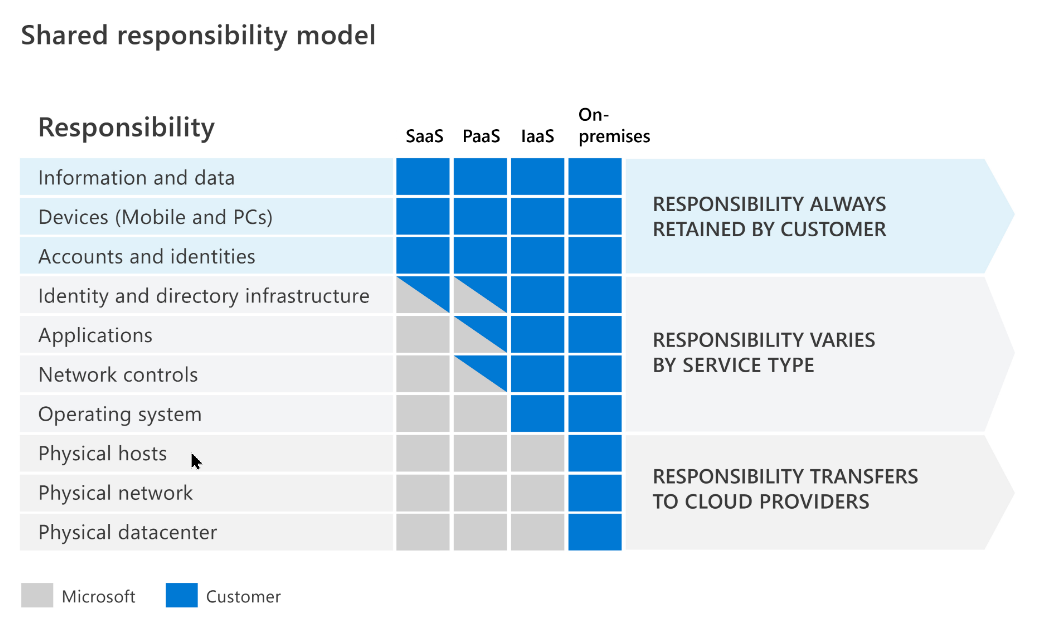 Shared responsibility model
Responsibility
SaaS
PaaS
IaaS
On-
premises
Information and data
Devices (Mobile and PCs)
Accounts and identities
RESPONSIBILITY ALWAYS
RETAINED BY CUSTOMER
Identity and directory infrastructure
Applications
Network controls
Operating system
RESPONSIBILITY VARIES
BY SERVICE TYPE
Physical hosts
Physical network
Physical datacenter
RESPONSIBILITY TRANSFERS
TO CLOUD PROVIDERS
Microsoft
Customer